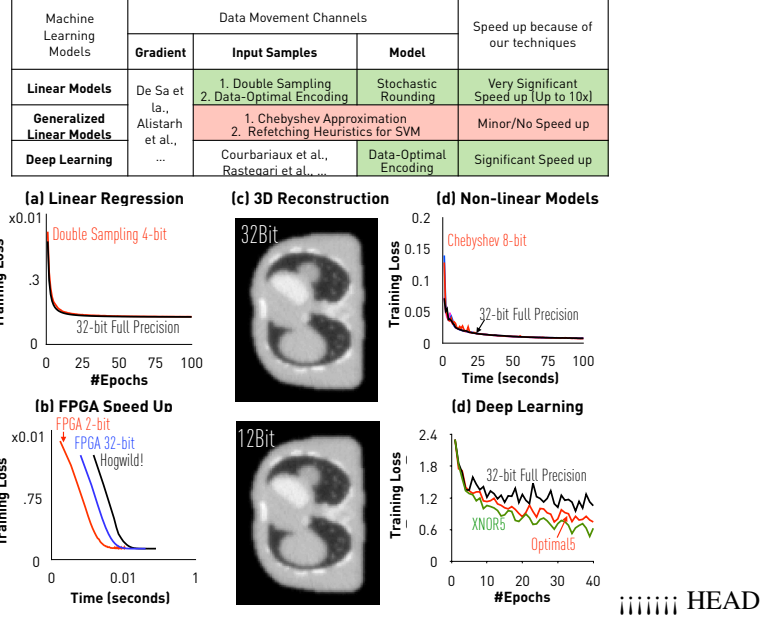 Machine
Learning
Models
Data Movement Channels
Speed up because of
our techniques
Gradient
Input Samples
Model
Linear Models
De Sa et
la.,
Alistarh
et al.,
...
1. Double Sampling
2. Data-Optimal Encoding
Stochastic
Rounding
Very Significant
Speed up (Up to 10x)
Generalized
Linear Models
1. Chebyshev Approximation
2. Refetching Heuristics for SVM
Minor/No Speed up
Deep Learning
Courbariaux et al.,
Rastegari et al., ...
Data-Optimal
Encoding
Significant Speed up
(a) Linear Regression
x0.01
Double Sampling 4-bit
.3
32-bit Full Precision
0
0 25 50 75 100
#Epochs
Training Loss
(b) FPGA Speed Up
FPGA 2-bit
x0.01
FPGA 32-bit
Hogwild!
.75
0
0 0.01 1
Time (seconds)
Training Loss
(c) 3D Reconstruction
32Bit
12Bit
(d) Non-linear Models
0.2
Chebyshev 8-bit
0.15
0.1
0.05
32-bit Full Precision
0
0 25 50 75 100
Time (seconds)
Training Loss
(d) Deep Learning
2.4
1.8
32-bit Full Precision
1.2
XNOR5
0.6
Optimal5
0
0 10 20 30 40
#Epochs
Training Loss
¡¡¡¡¡¡¡ HEAD